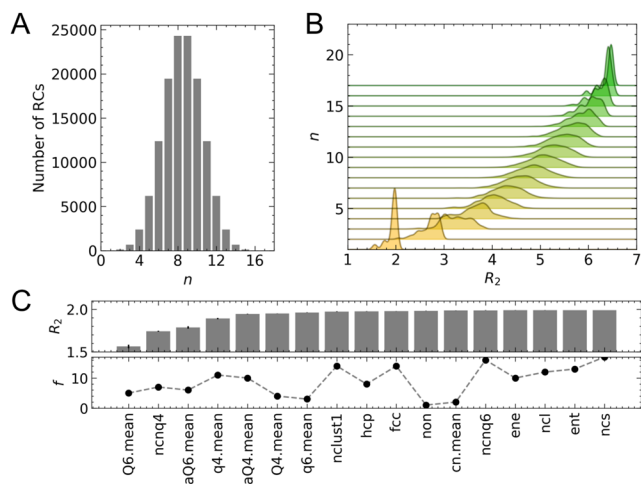 A
25000
20000
15000
10000
5000
0
Number of RCs
4
8
12
16
n
B
20
15
10
5
n
1
2
3
4
5
6
7
R2
C
2.0
1.5
R2
10
0
f
Q6.mean
ncnq4
aQ6.mean
q4.mean
aQ4.mean
Q4.mean
q6.mean
nclust1
hcp
fcc
non
cn.mean
ncnq6
ene
ncl
ent
ncs